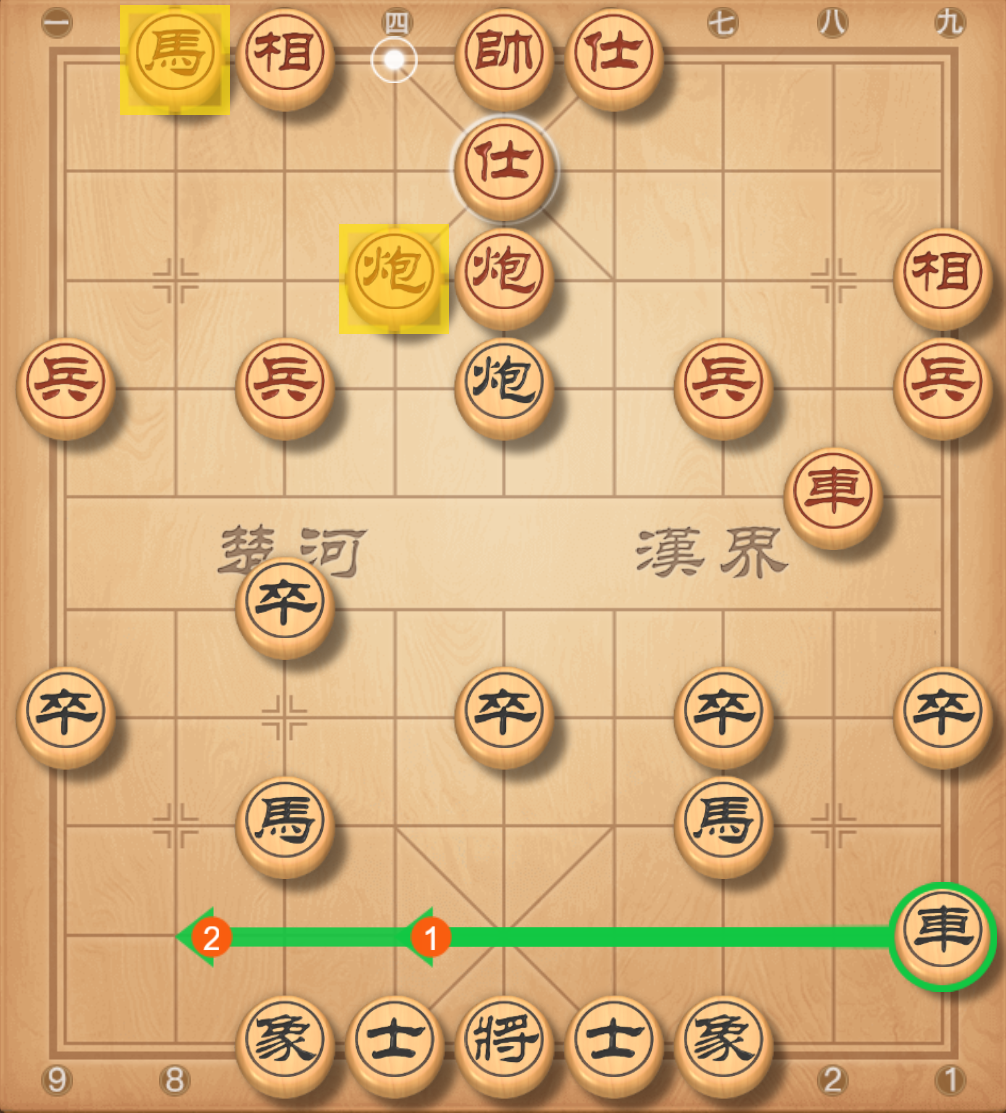 一 四 七 八 九
馬 相 帥 仕
仕
炮 炮 相
兵 兵 炮 兵 兵
車
楚河 漢界
卒
卒 卒 卒 卒
馬 馬
2 1 車
象 士 將 士 象
9 8 2 1